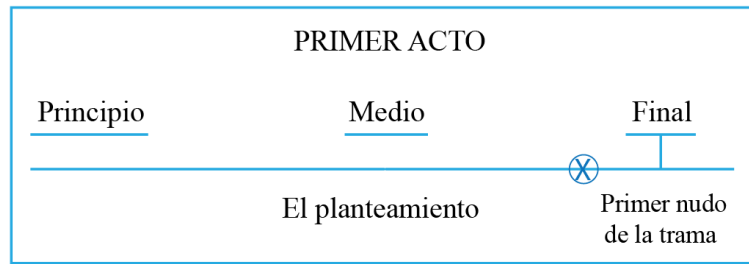 PRIMER ACTO
Principio Medio Final
X
El planteamiento
Primer nudo
de la trama